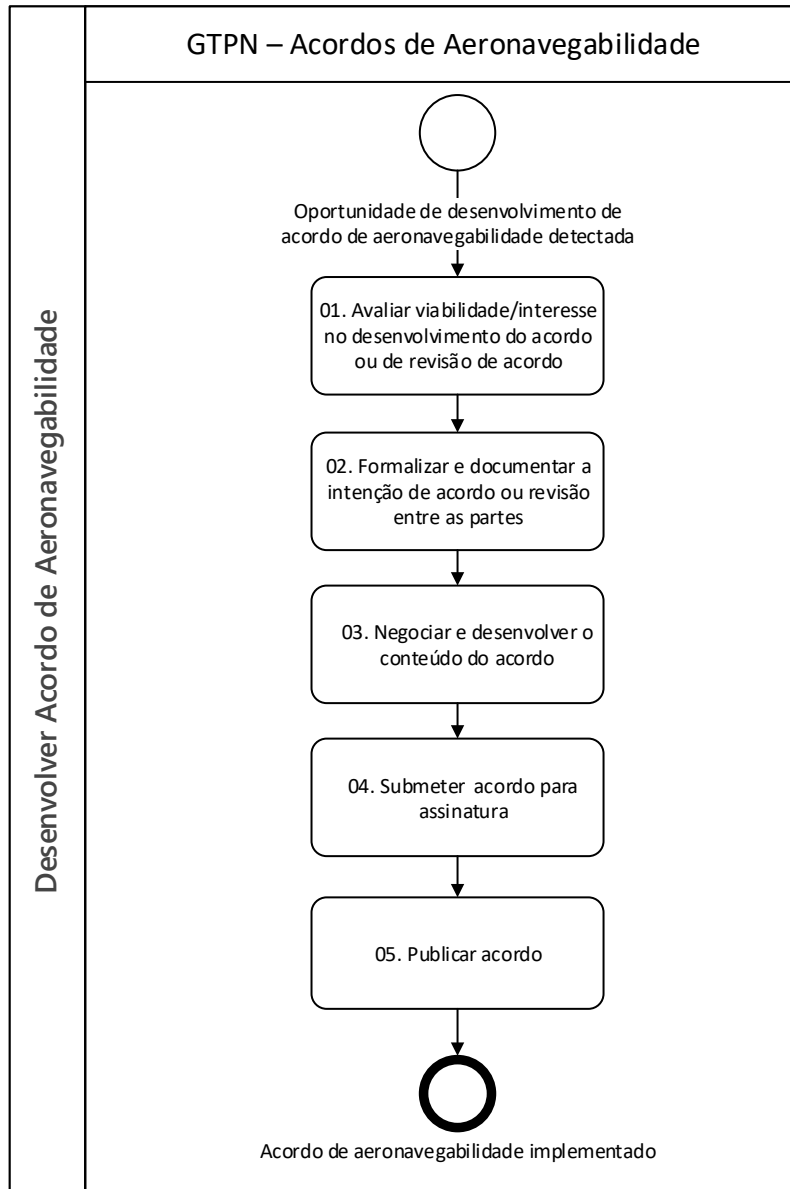 GTPN – Acordos de Aeronavegabilidade
Desenvolver Acordo de Aeronavegabilidade
Oportunidade de desenvolvimento de
acordo de aeronavegabilidade detectada
01. Avaliar viabilidade/interesse
no desenvolvimento do acordo
ou de revisão de acordo
02. Formalizar e documentar a
intenção de acordo ou revisão
entre as partes
03. Negociar e desenvolver o
conteúdo do acordo
04. Submeter acordo para
assinatura
05. Publicar acordo
Acordo de aeronavegabilidade implementado